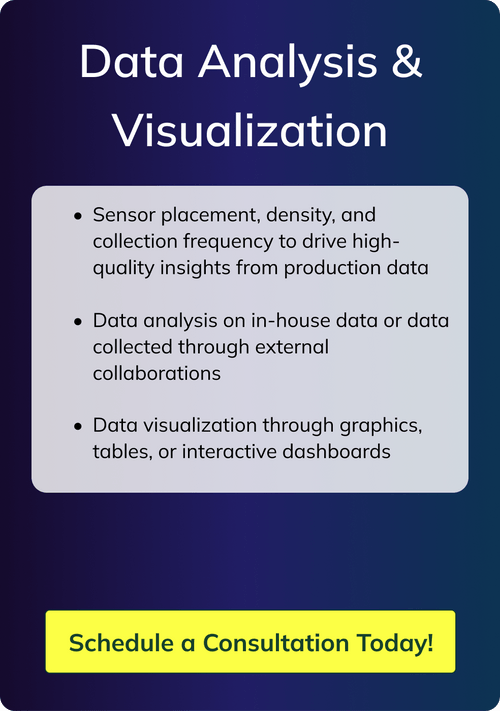 Data Analysis &
Visualization
• Sensor placement, density, and
collection frequency to drive high-
quality insights from production data
• Data analysis on in-house data or data
collected through external
collaborations
• Data visualization through graphics,
tables, or interactive dashboards
Schedule a Consultation Today!